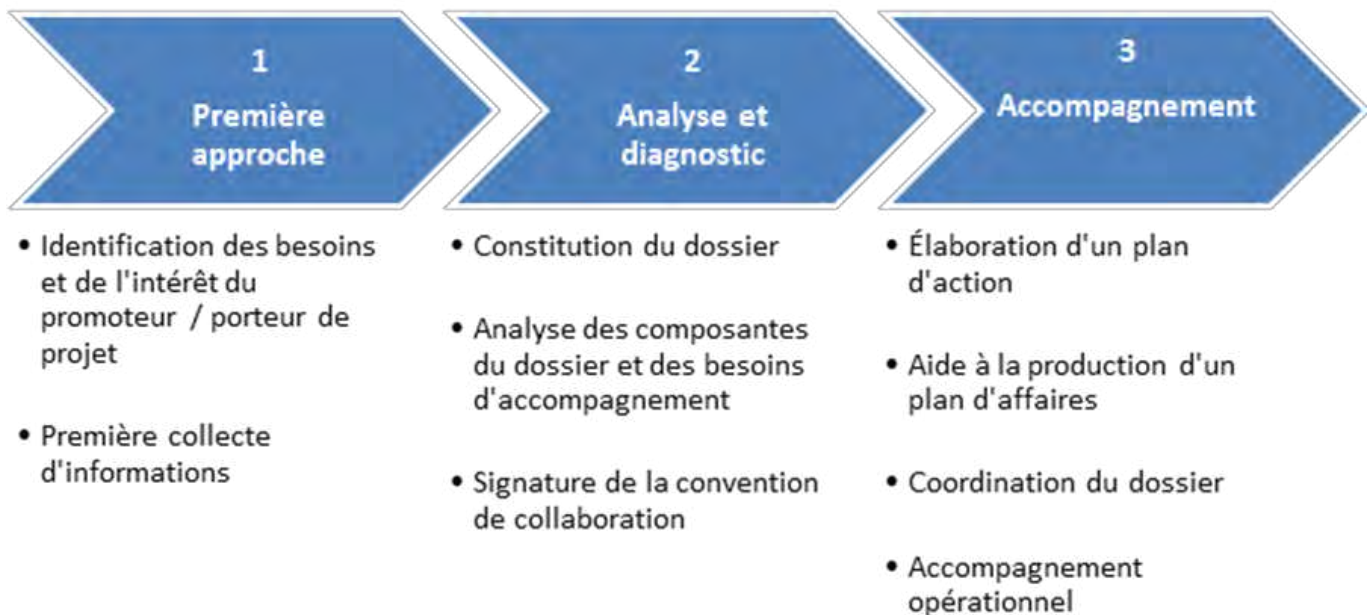 1
Première
approche
• Identification des besoins
et de l'intérêt du
promoteur / porteur de
projet
• Première collecte
d'informations
2
Analyse et
diagnostic
• Constitution du dossier
• Analyse des composantes
du dossier et des besoins
d'accompagnement
• Signature de la convention
de collaboration
3
Accompagnement
• Élaboration d'un plan
d'action
• Aide à la production d'un
plan d'affaires
• Coordination du dossier
• Accompagnement
opérationnel